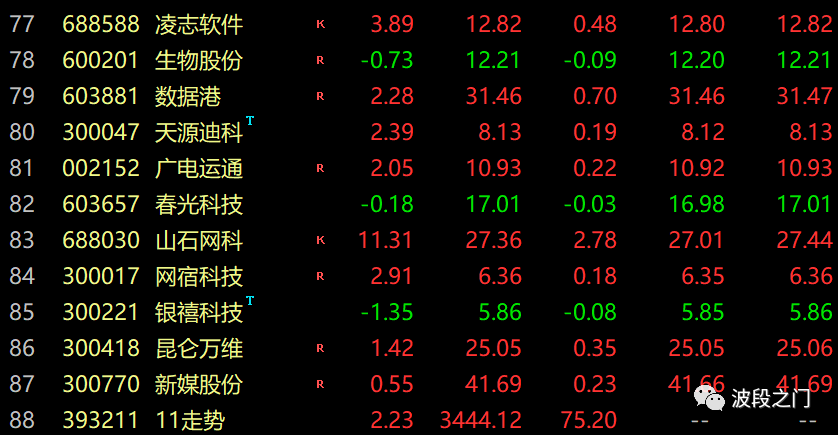 77 688588 凌志软件 K 3.89 12.82 0.48 12.80 12.82
78 600201 生物股份 R -0.73 12.21 -0.09 12.20 12.21
79 603881 数据港 R 2.28 31.46 0.70 31.46 31.47
80 300047 天源迪科 T 2.39 8.13 0.19 8.12 8.13
81 002152 广电运通 R 2.05 10.93 0.22 10.92 10.93
82 603657 春光科技 -0.18 17.01 -0.03 16.98 17.01
83 688030 山石网科 K 11.31 27.36 2.78 27.01 27.44
84 300017 网宿科技 R 2.91 6.36 0.18 6.35 6.36
85 300221 银禧科技 T -1.35 5.86 -0.08 5.85 5.86
86 300418 昆仑万维 R 1.42 25.05 0.35 25.05 25.06
87 300770 新媒股份 R 0.55 41.69 0.23 41.66 41.69
波段之门
88 393211 11走势 2.23 3444.12 75.20 -- --